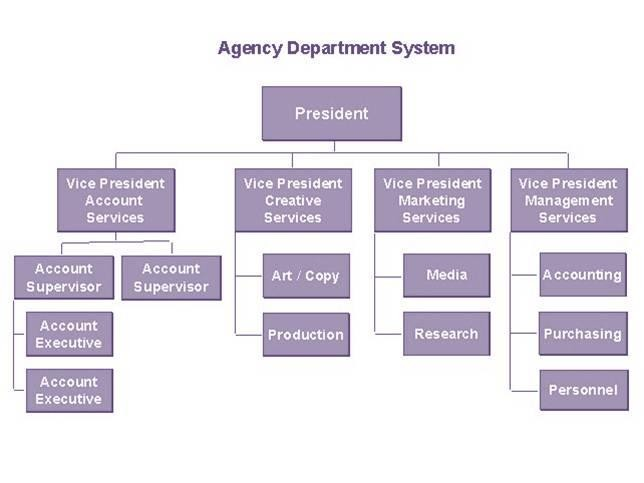 Agency Department System
President
Vice President
Account
Services
Vice President
Creative
Services
Vice President
Marketing
Services
Vice President
Management
Services
Account
Supervisor
Account
Supervisor
Art / Copy
Media
Accounting
Account
Executive
Production
Research
Purchasing
Account
Executive
Personnel